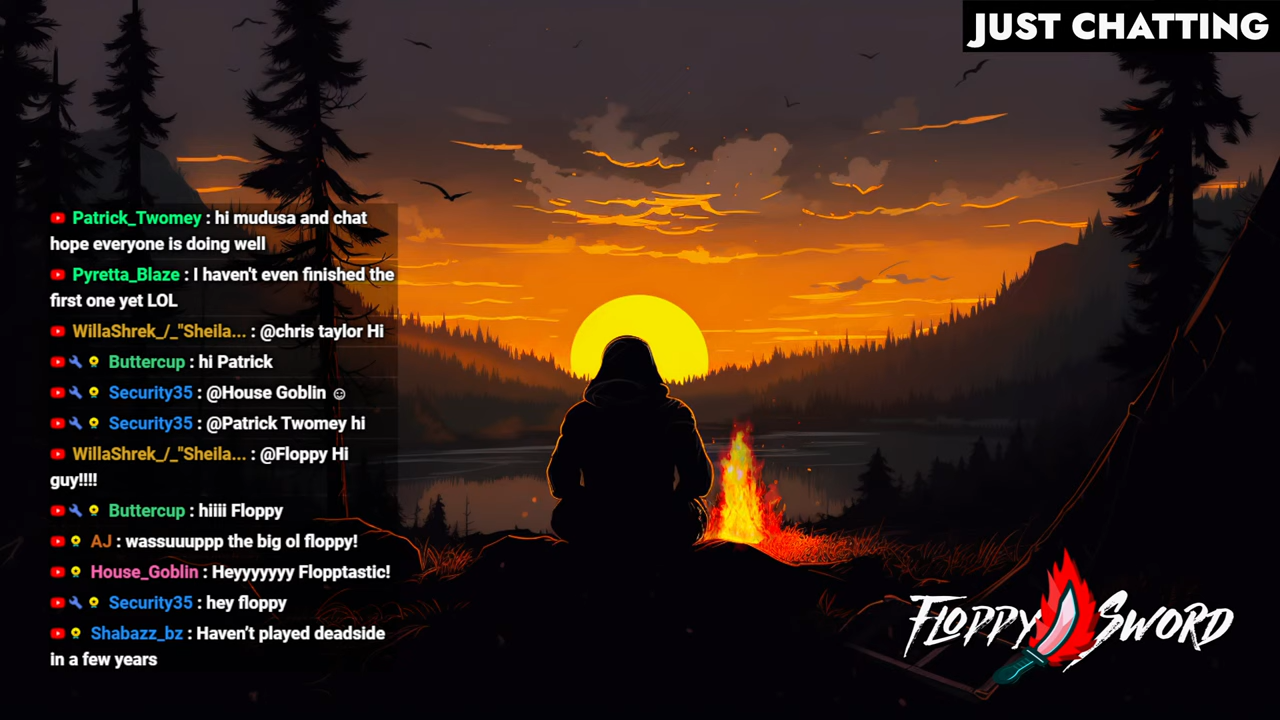 JUST CHATTING
Patrick_Twomey : hi mudusa and chat
hope everyone is doing well
Pyretta_Blaze : I haven't even finished the
first one yet LOL
WillaShrek_/_"Sheila... : @chris taylor Hi
Buttercup : hi Patrick
Security35 : @House Goblin ☺
Security35 : @Patrick Twomey hi
WillaShrek_/_"Sheila... : @Floppy Hi
guy!!!!
Buttercup : hiiii Floppy
AJ : wassuuuppp the big ol floppy!
House_Goblin : Heyyyyyyy Flopptastic!
Security35 : hey floppy
Shabazz_bz : Haven’t played deadside
in a few years
FLOPPY SWORD